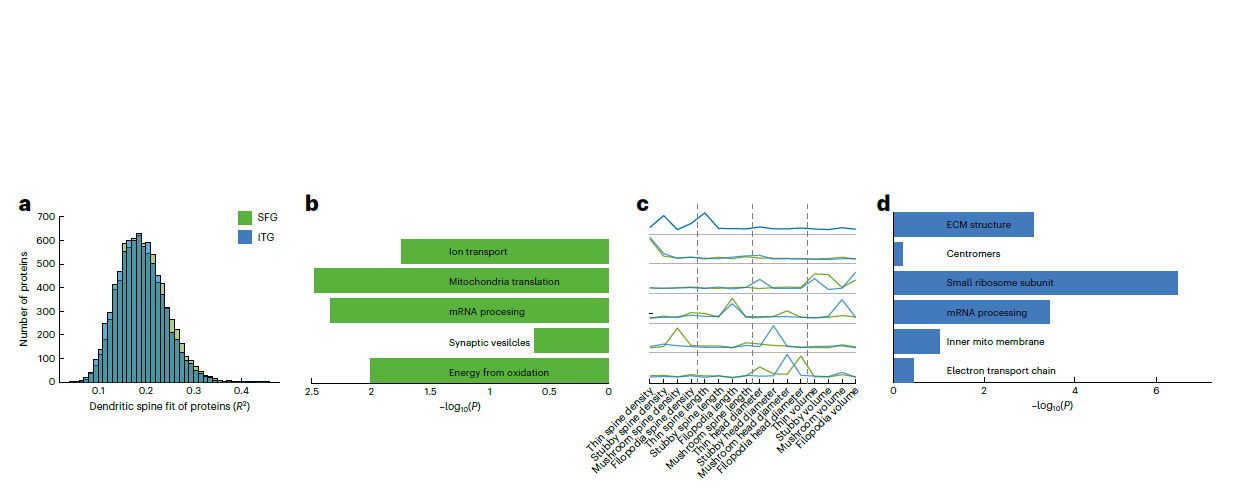 a
700
600
500
400
300
200
100
0
Number of proteins
0.1
0.2
0.3
0.4
Dendritic spine fit of proteins (R²)
SFG
ITG
b
Ion transport
Mitochondria translation
mRNA procesing
Synaptic vesilcles
Energy from oxidation
2.5
2
1.5
1
0.5
0
−log₁₀(P)
c
Thin spine density
Stubby spine density
Mushroom spine density
Filopodia spine density
Thin spine length
Stubby spine length
Filopodia length
Mushroom spine length
Thin head diameter
Stubby head diameter
Mushroom head diameter
Filopodia head diameter
Thin volume
Stubby volume
Mushroom volume
Filopodia volume
d
ECM structure
Centromers
Small ribosome subunit
mRNA processing
Inner mito membrane
Electron transport chain
0
2
4
6
−log₁₀(P)